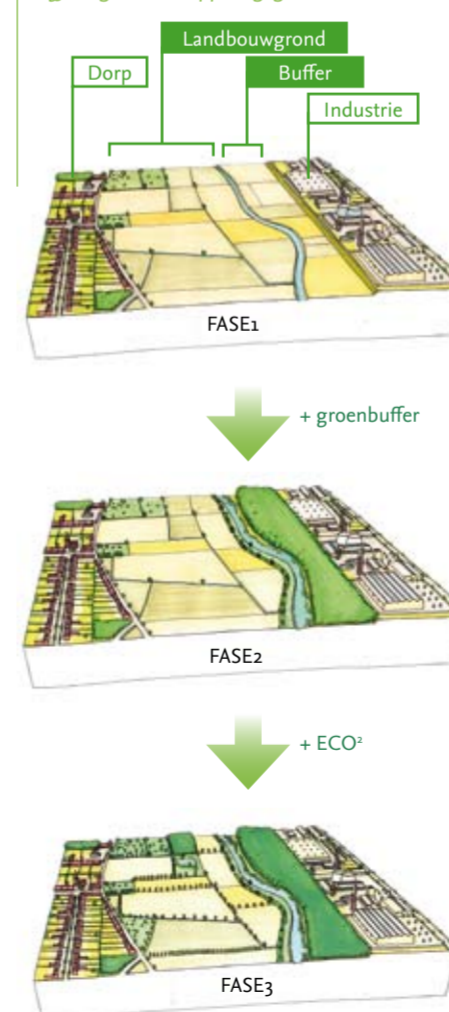 Landbouwgrond
Dorp
Buffer
Industrie
FASE1
+ groenbuffer
FASE2
+ ECO²
FASE3